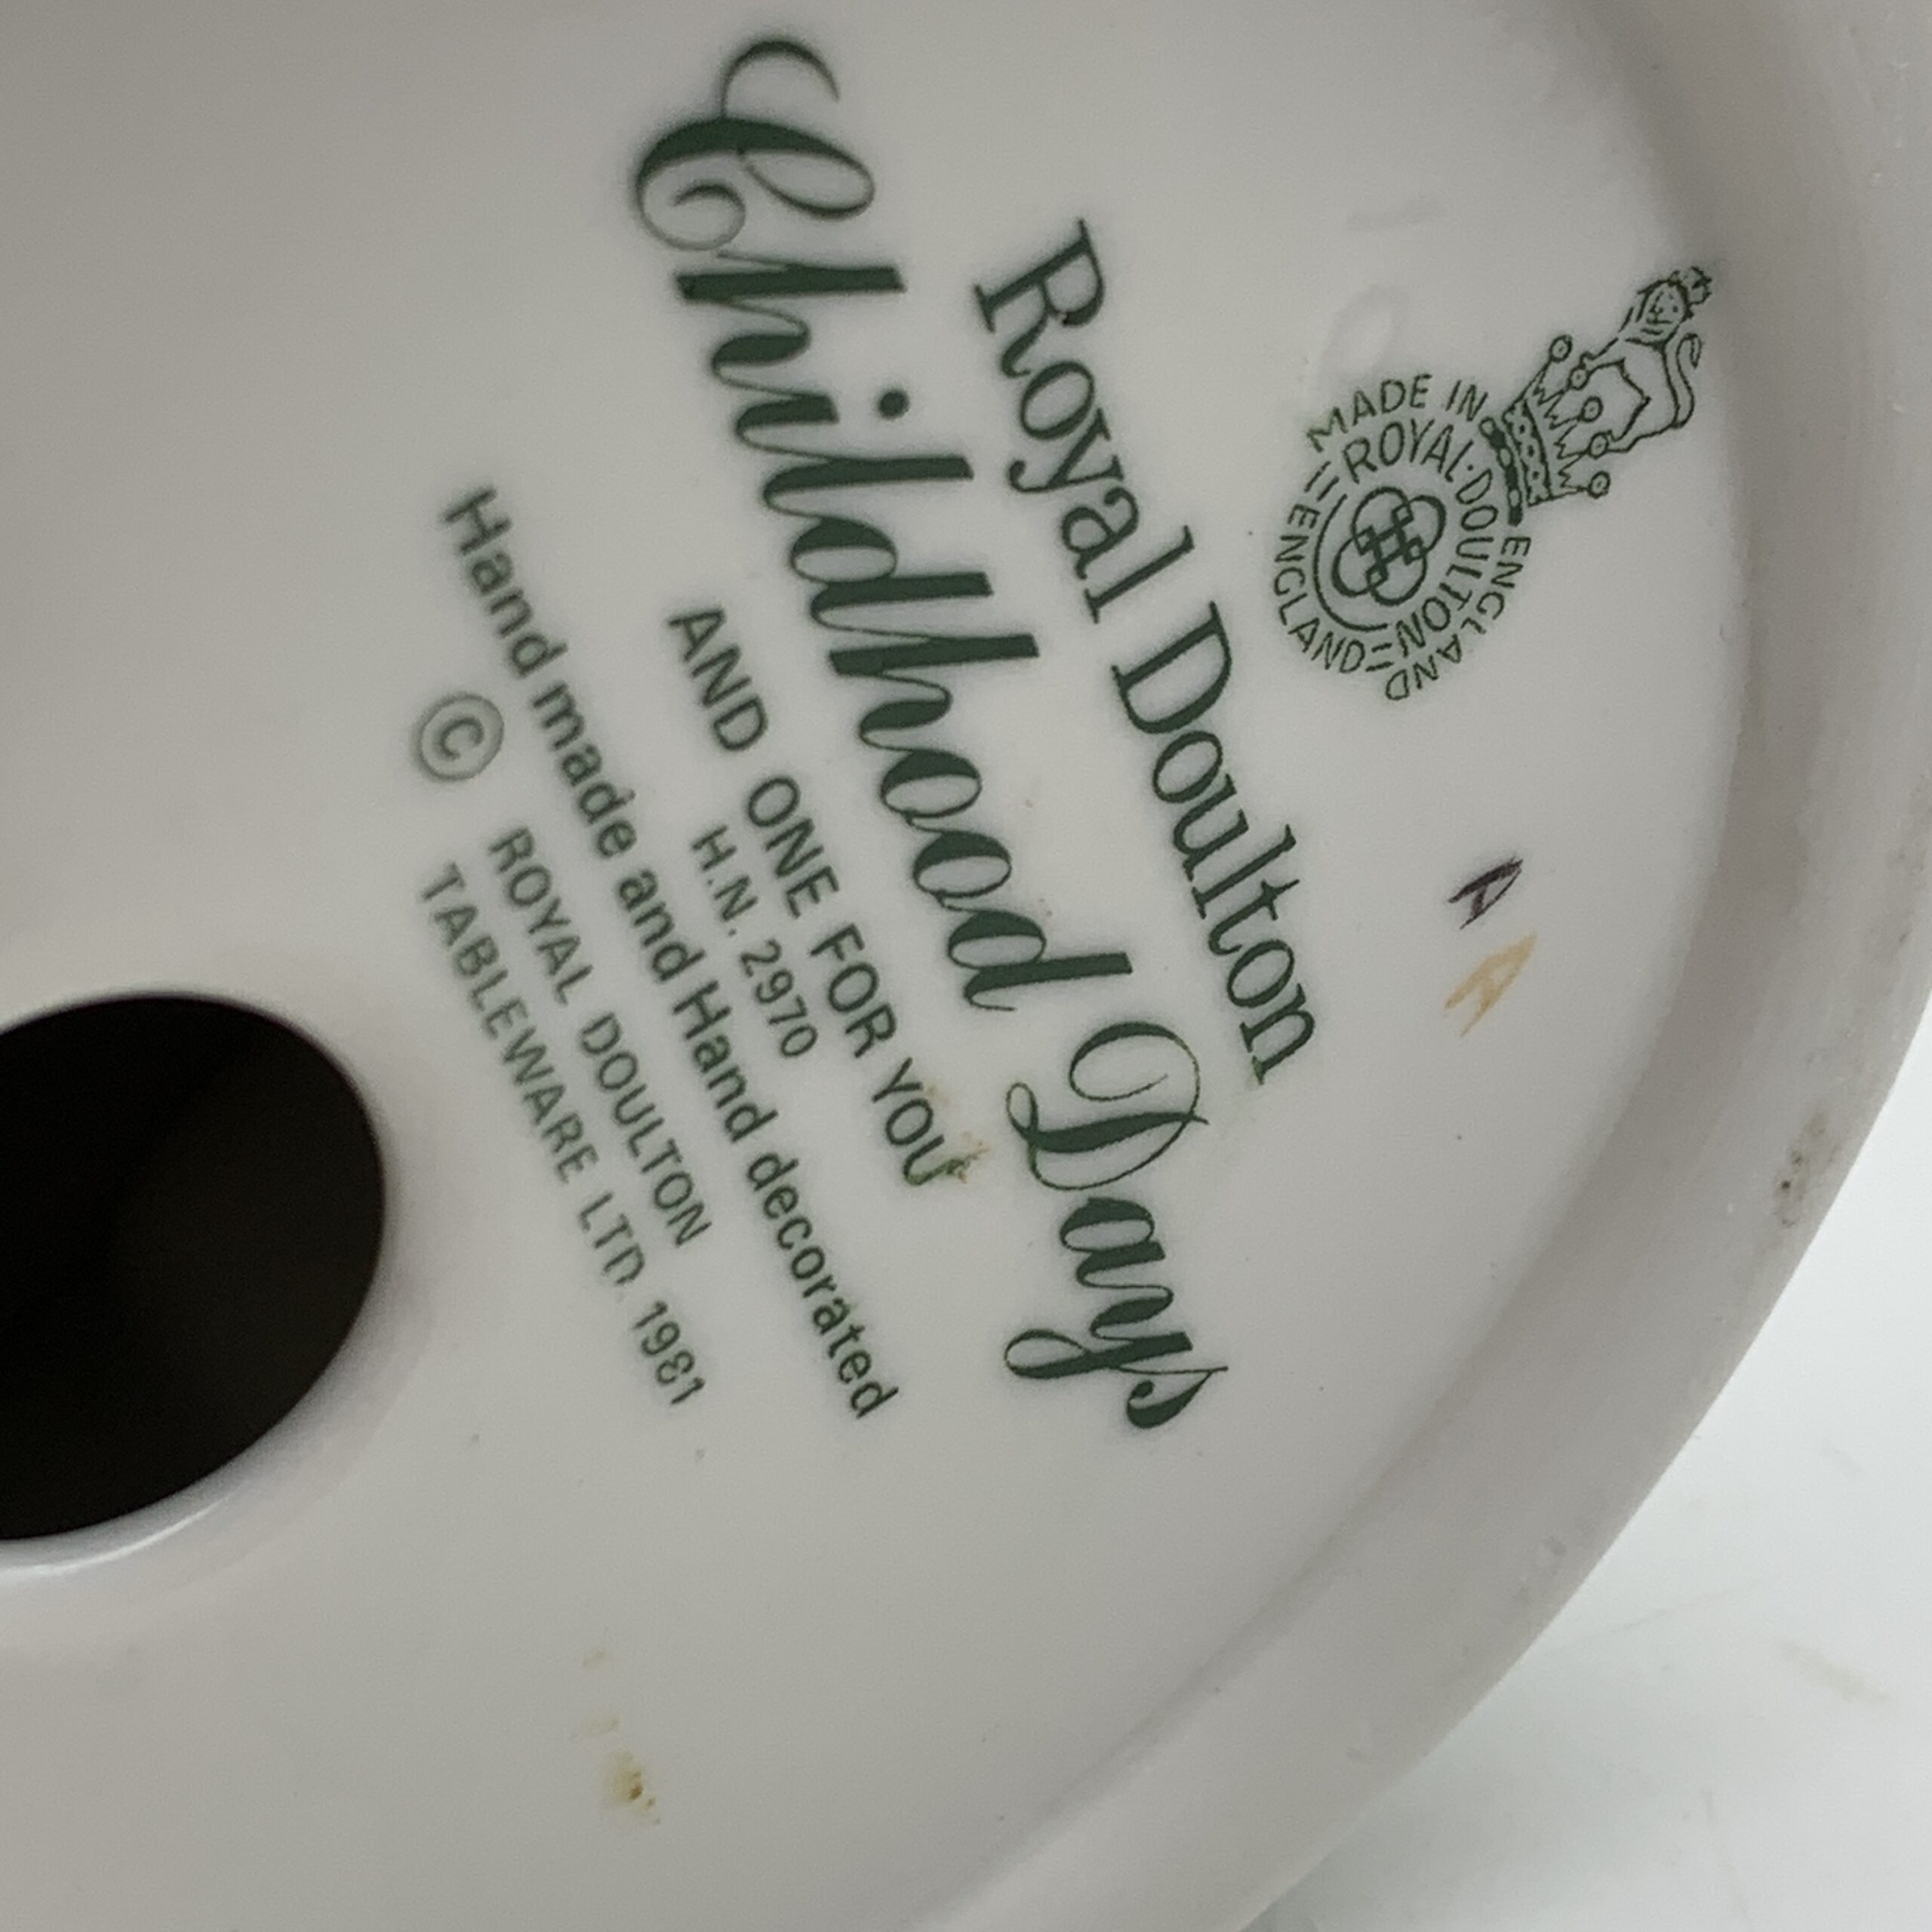 MADE IN ENGLAND
ROYAL·DOULTON
ENGLAND
A A
Royal Doulton
Childhood Days
AND ONE FOR YOU
H.N. 2970
Hand made and Hand decorated
© ROYAL DOULTON
TABLEWARE LTD. 1981